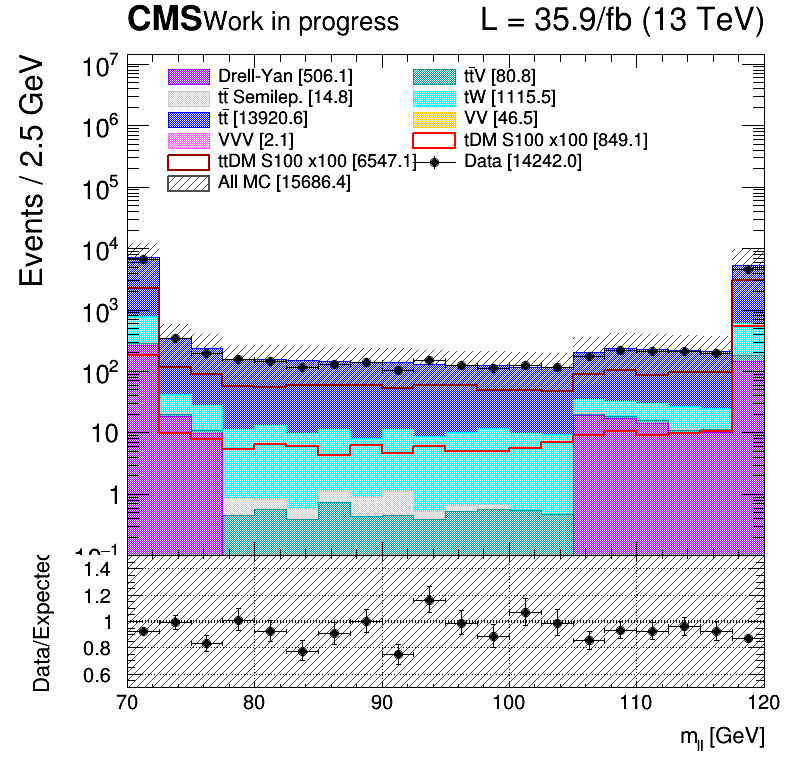 CMS Work in progress L = 35.9/fb (13 TeV)
Events / 2.5 GeV
10⁷
10⁶
10⁵
10⁴
10³
10²
10
1
10⁻¹
Drell-Yan [506.1]
tt̄ Semilep. [14.8]
tt̄ [13920.6]
VVV [2.1]
ttDM S100 x100 [6547.1]
All MC [15686.4]
tt̄V [80.8]
tW [1115.5]
VV [46.5]
tDM S100 x100 [849.1]
Data [14242.0]
Data/Expected
1.4
1.2
1
0.8
0.6
70 80 90 100 110 120
m_ll [GeV]